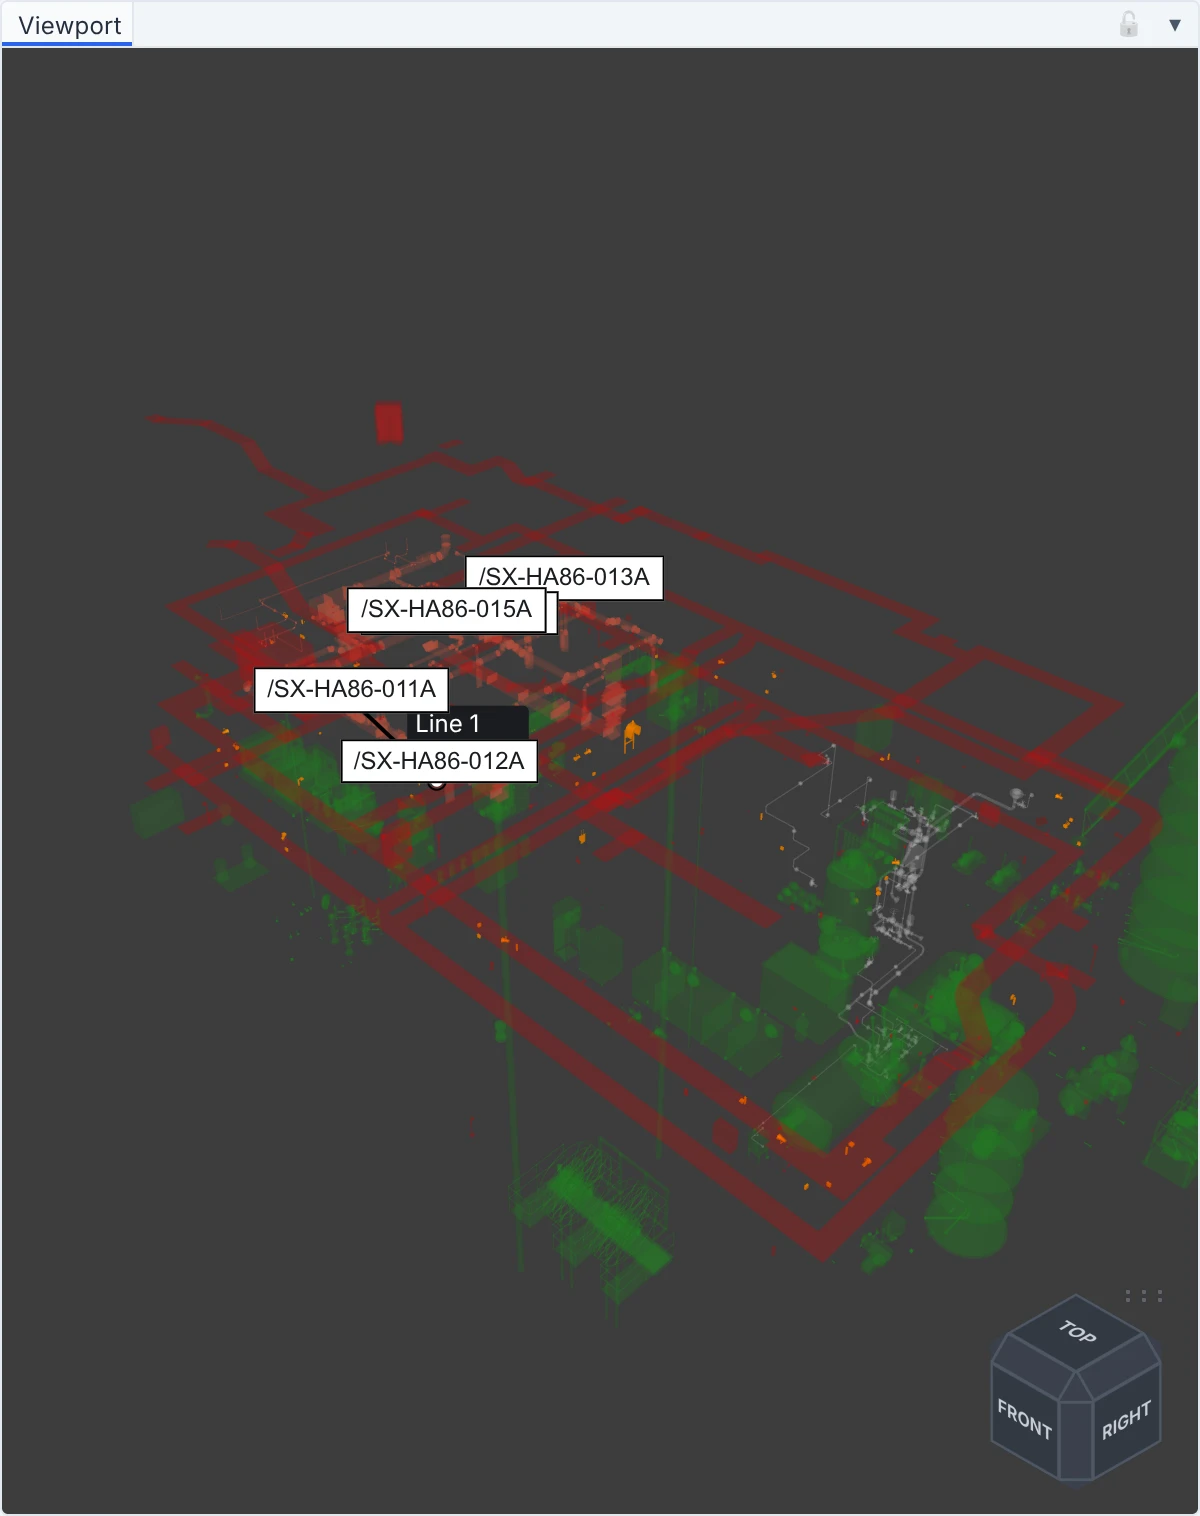 Viewport
/SX-HA86-013A
/SX-HA86-015A
/SX-HA86-011A
Line 1
/SX-HA86-012A
TOP
FRONT
RIGHT